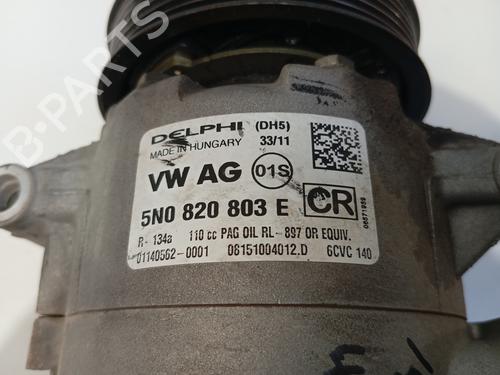 DELPHI (DH5)
MADE IN HUNGARY 33/11
VW AG 01S
5N0 820 803 E CR
R- 134a 110 cc PAG OIL RL- 897 OR EQUIV.
01140562-0001 08151004012.D 6CVC 140
06571959
B-PARTS